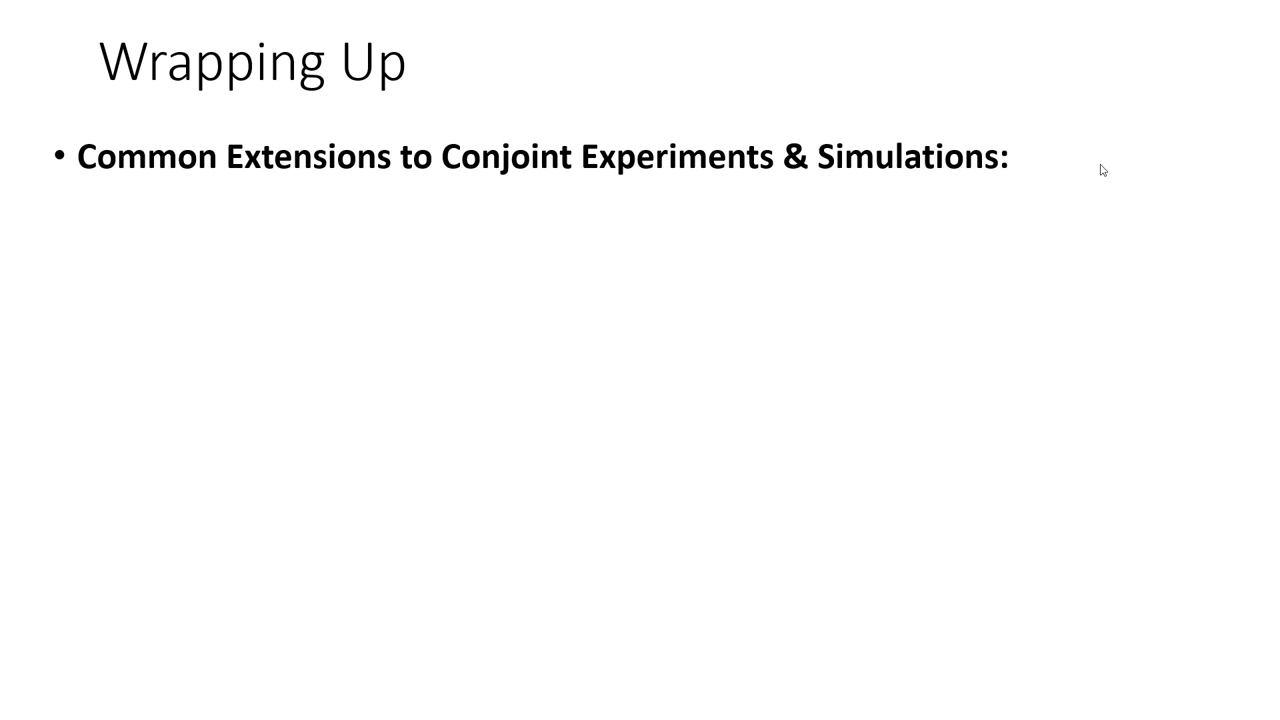 Wrapping Up
• Common Extensions to Conjoint Experiments & Simulations: